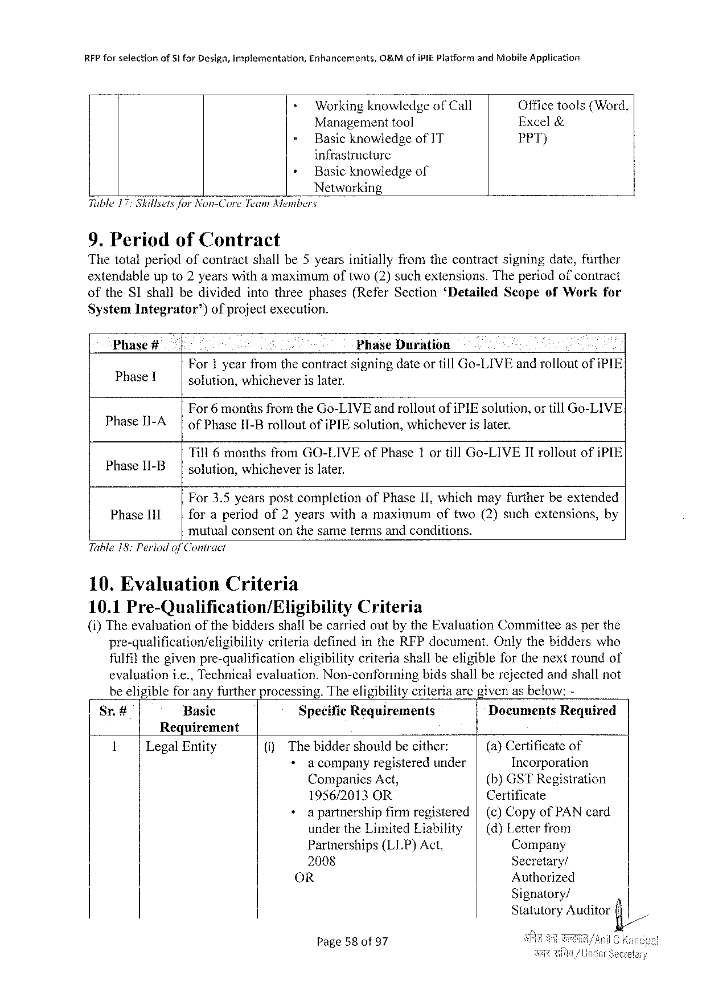 RFP for selection of SI for Design, Implementation, Enhancements, O&M of iPIE Platform and Mobile Application
• Working knowledge of Call
Management tool
• Basic knowledge of IT
infrastructure
• Basic knowledge of
Networking
Office tools (Word,
Excel &
PPT)
Table 17: Skillsets for Non-Core Team Members
9. Period of Contract
The total period of contract shall be 5 years initially from the contract signing date, further
extendable up to 2 years with a maximum of two (2) such extensions. The period of contract
of the SI shall be divided into three phases (Refer Section ‘Detailed Scope of Work for
System Integrator’) of project execution.
Phase # Phase Duration
Phase I
For 1 year from the contract signing date or till Go-LIVE and rollout of iPIE
solution, whichever is later.
Phase II-A
For 6 months from the Go-LIVE and rollout of iPIE solution, or till Go-LIVE
of Phase II-B rollout of iPIE solution, whichever is later.
Phase II-B
Till 6 months from GO-LIVE of Phase 1 or till Go-LIVE II rollout of iPIE
solution, whichever is later.
Phase III
For 3.5 years post completion of Phase II, which may further be extended
for a period of 2 years with a maximum of two (2) such extensions, by
mutual consent on the same terms and conditions.
Table 18: Period of Contract
10. Evaluation Criteria
10.1 Pre-Qualification/Eligibility Criteria
(i) The evaluation of the bidders shall be carried out by the Evaluation Committee as per the
pre-qualification/eligibility criteria defined in the RFP document. Only the bidders who
fulfil the given pre-qualification eligibility criteria shall be eligible for the next round of
evaluation i.e., Technical evaluation. Non-conforming bids shall be rejected and shall not
be eligible for any further processing. The eligibility criteria are given as below: -
Sr. # Basic Requirement Specific Requirements Documents Required
1 Legal Entity
(i) The bidder should be either:
• a company registered under
Companies Act,
1956/2013 OR
• a partnership firm registered
under the Limited Liability
Partnerships (LLP) Act,
2008
OR
(a) Certificate of
Incorporation
(b) GST Registration
Certificate
(c) Copy of PAN card
(d) Letter from
Company
Secretary/
Authorized
Signatory/
Statutory Auditor
Page 58 of 97
अनिल चन्द्र काण्डपाल/Anil C Kandpal
अवर सचिव/Under Secretary